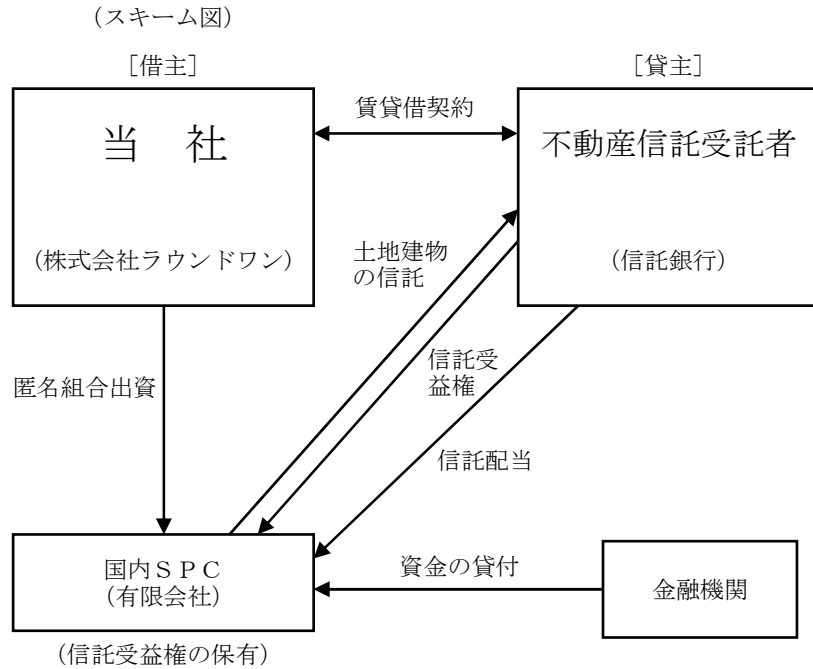 （スキーム図）
［借主］
［貸主］
当　社
（株式会社ラウンドワン）
賃貸借契約
不動産信託受託者
（信託銀行）
土地建物
の信託
信託受
益権
匿名組合出資
信託配当
国内ＳＰＣ
（有限会社）
資金の貸付
金融機関
（信託受益権の保有）